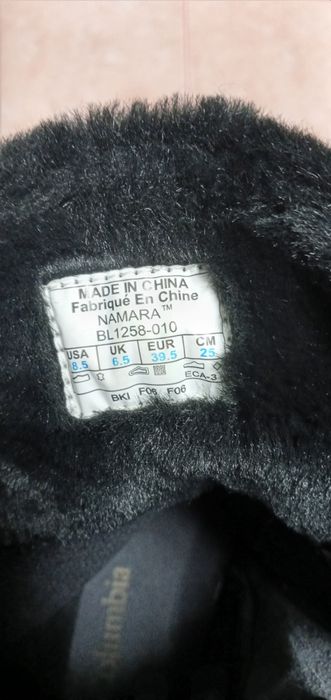 MADE IN CHINA
Fabriqué En Chine
NAMARA™
BL1258-010
USA UK EUR CM
8.5 6.5 39.5 25
ECA-3
BKI F06 F06
olumbia